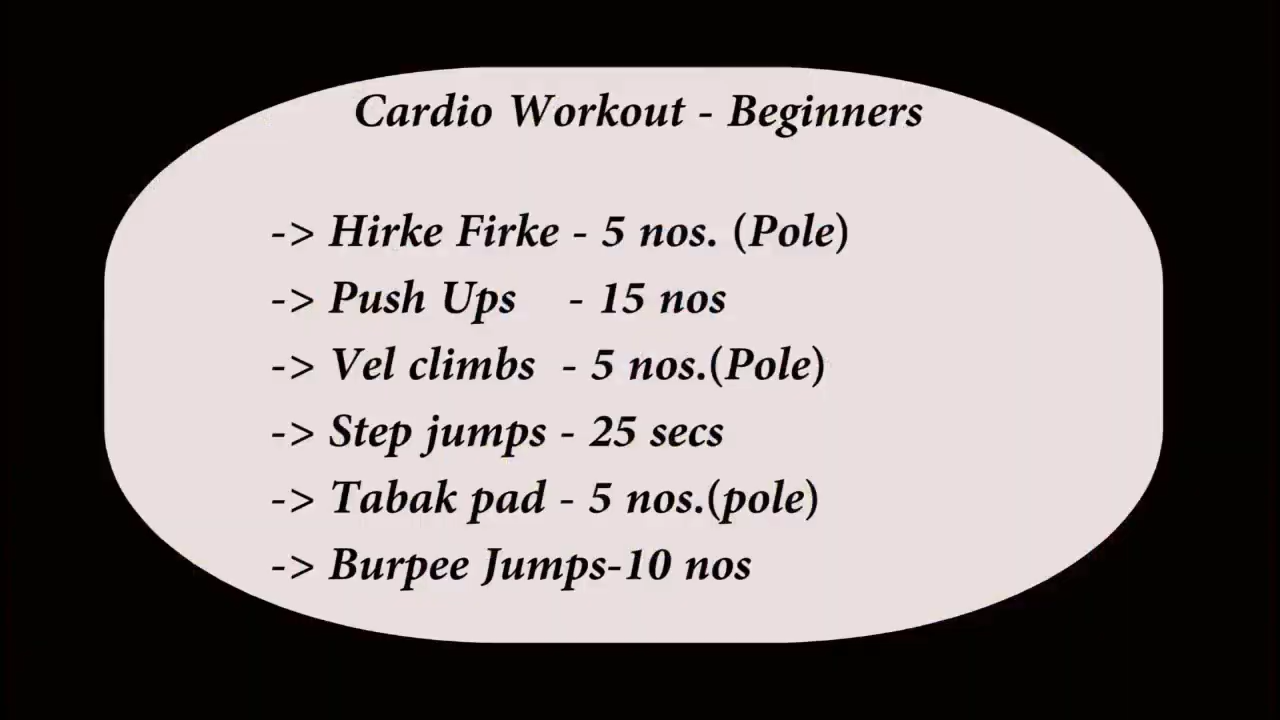 Cardio Workout - Beginners
-> Hirke Firke - 5 nos. (Pole)
-> Push Ups - 15 nos
-> Vel climbs - 5 nos.(Pole)
-> Step jumps - 25 secs
-> Tabak pad - 5 nos.(pole)
-> Burpee Jumps-10 nos